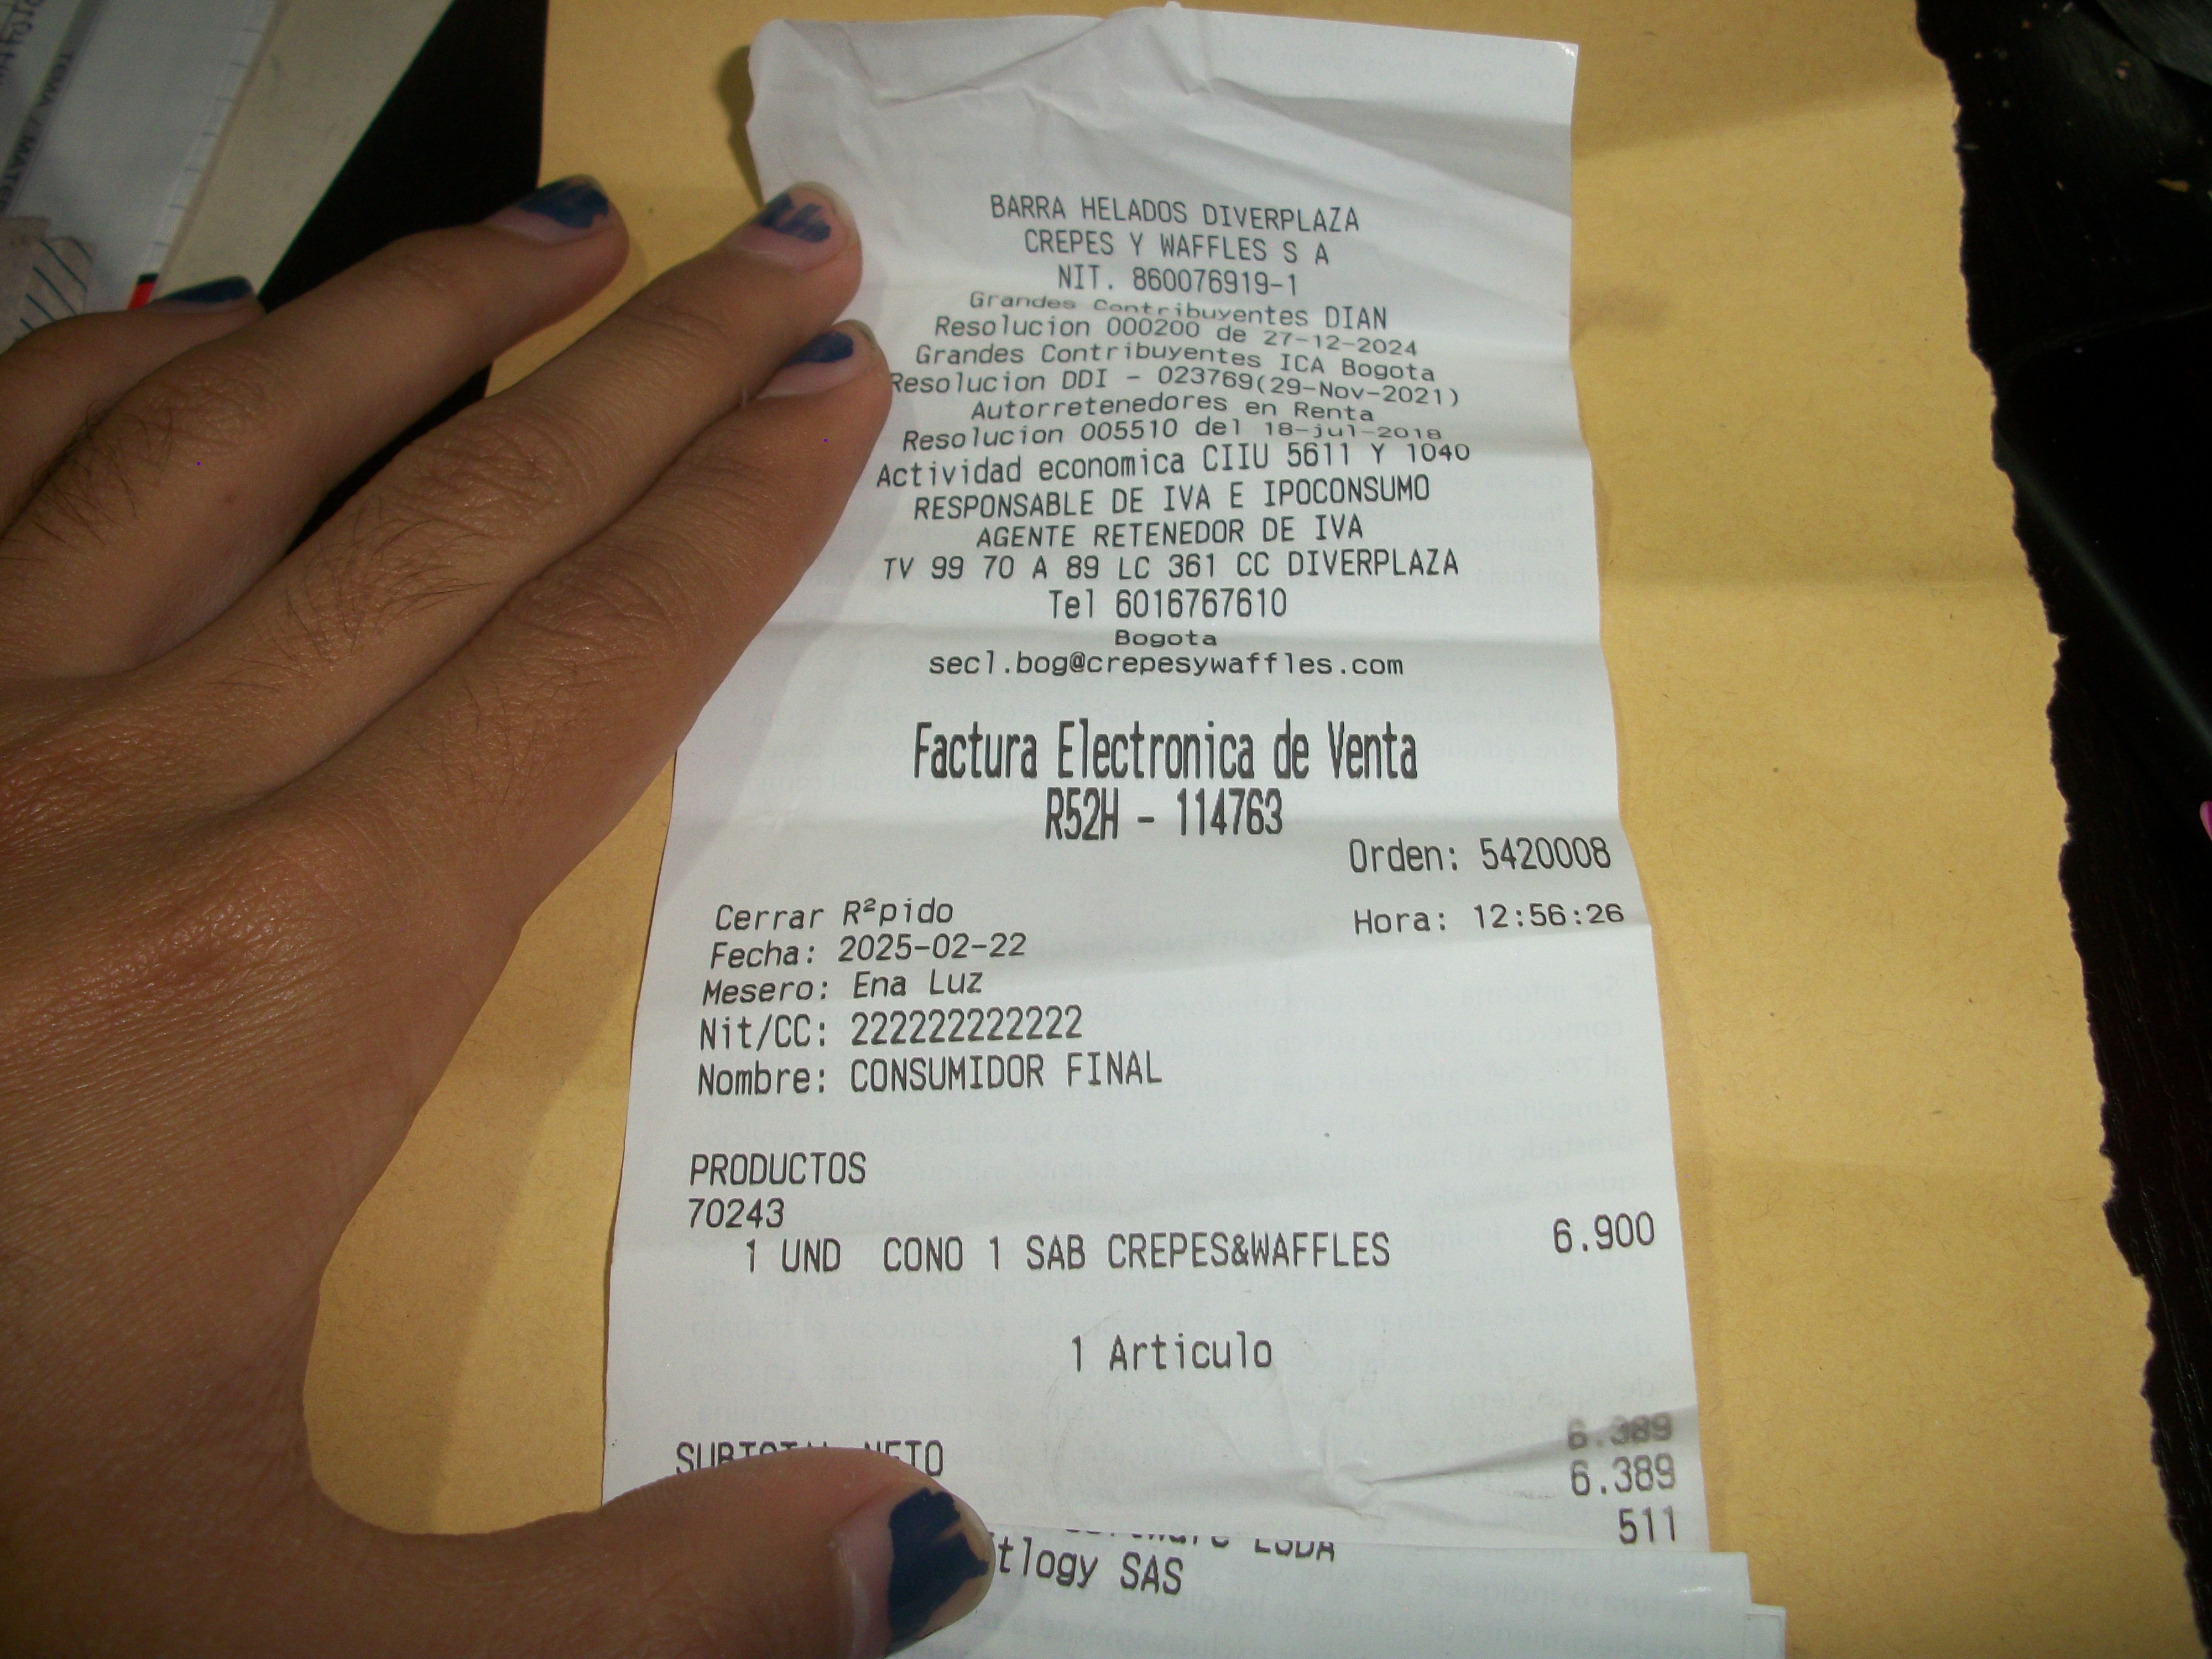 TEMA / MATE
BARRA HELADOS DIVERPLAZA
CREPES Y WAFFLES S A
NIT. 860076919-1
Grandes Contribuyentes DIAN
Resolucion 000200 de 27-12-2024
Grandes Contribuyentes ICA Bogota
Resolucion DDI - 023769(29-Nov-2021)
Autorretenedores en Renta
Resolucion 005510 del 18-jul-2018
Actividad economica CIIU 5611 Y 1040
RESPONSABLE DE IVA E IPOCONSUMO
AGENTE RETENEDOR DE IVA
TV 99 70 A 89 LC 361 CC DIVERPLAZA
Tel 6016767610
Bogota
secl.bog@crepesywaffles.com
Factura Electronica de Venta
R52H - 114763
Orden: 5420008
Cerrar R²pido
Hora: 12:56:26
Fecha: 2025-02-22
Mesero: Ena Luz
Nit/CC: 222222222222
Nombre: CONSUMIDOR FINAL
PRODUCTOS
70243
1 UND CONO 1 SAB CREPES&WAFFLES 6.900
1 Articulo
6.389
SUBTOTAL NETO 6.389
511
tlogy SAS